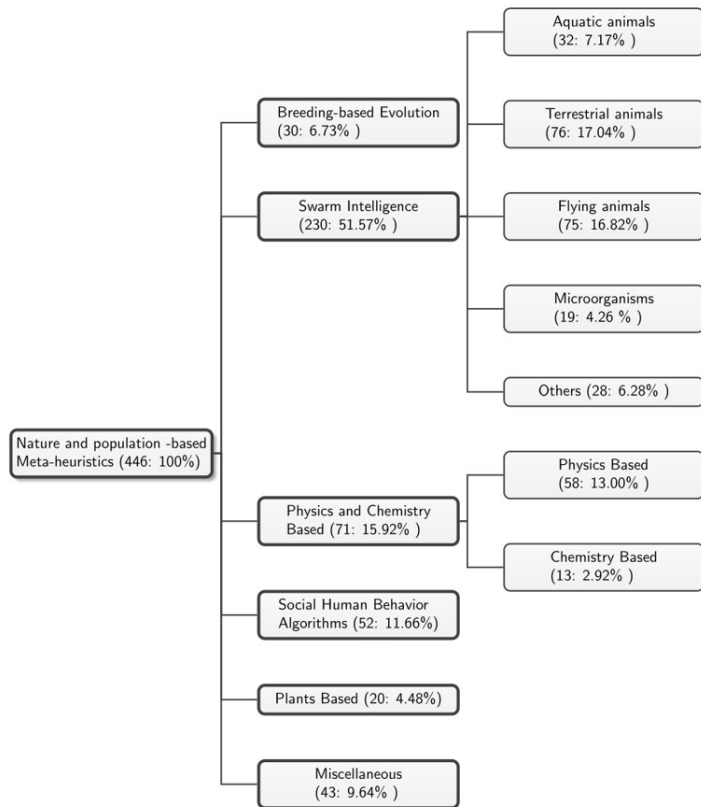 Nature and population -based
Meta-heuristics (446: 100%)
Breeding-based Evolution
(30: 6.73% )
Swarm Intelligence
(230: 51.57% )
Aquatic animals
(32: 7.17% )
Terrestrial animals
(76: 17.04% )
Flying animals
(75: 16.82% )
Microorganisms
(19: 4.26 % )
Others (28: 6.28% )
Physics and Chemistry
Based (71: 15.92% )
Physics Based
(58: 13.00% )
Chemistry Based
(13: 2.92% )
Social Human Behavior
Algorithms (52: 11.66%)
Plants Based (20: 4.48%)
Miscellaneous
(43: 9.64% )